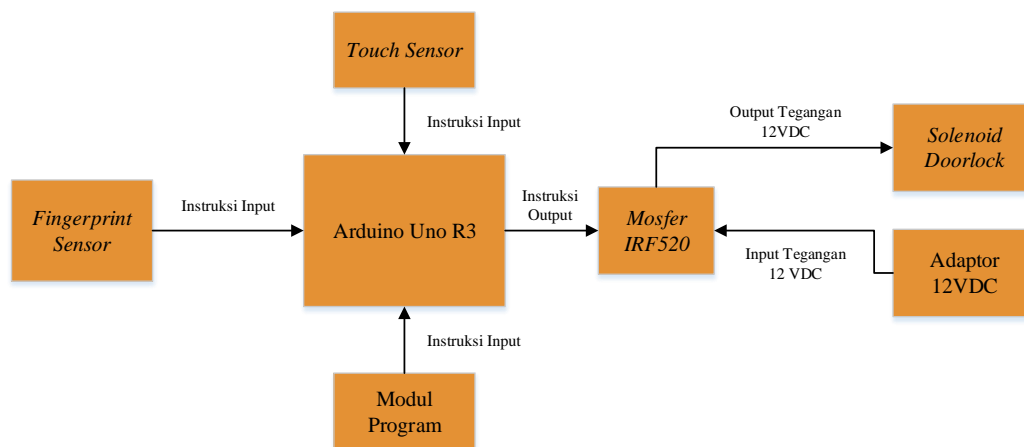 Touch Sensor
Instruksi Input
Output Tegangan
12VDC
Solenoid
Doorlock
Fingerprint
Sensor
Instruksi Input
Arduino Uno R3
Instruksi
Output
Mosfer
IRF520
Input Tegangan
12 VDC
Adaptor
12VDC
Instruksi Input
Modul
Program